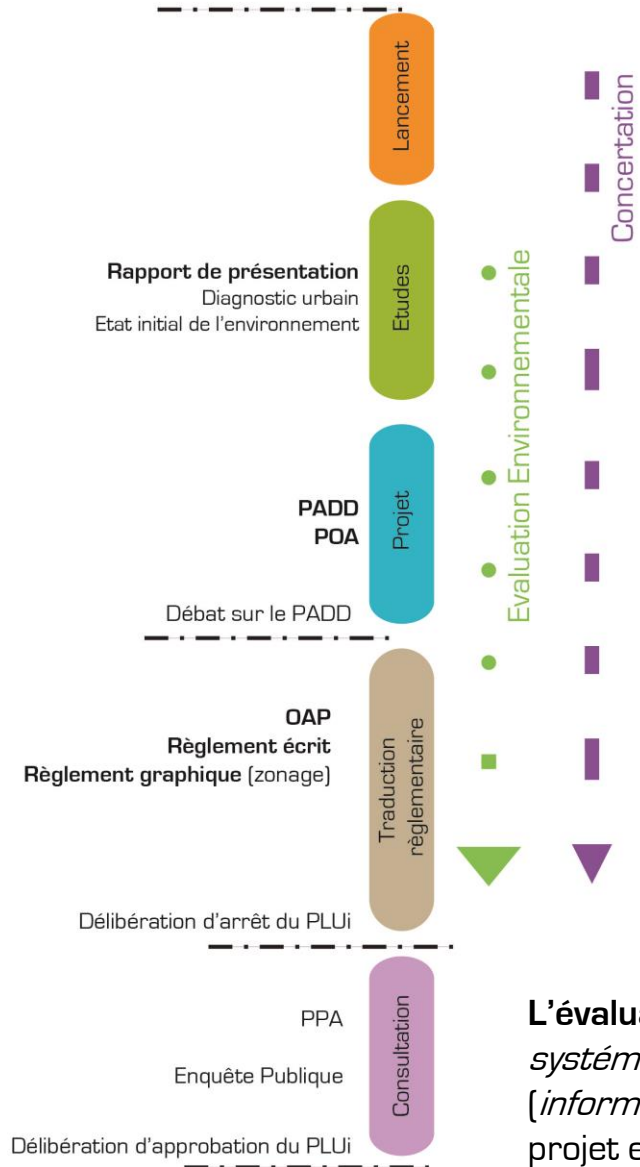 Lancement
Concertation
Rapport de présentation
Diagnostic urbain
Etat initial de l'environnement
Etudes
Evaluation Environnementale
PADD
POA
Projet
Débat sur le PADD
OAP
Règlement écrit
Règlement graphique (zonage)
Traduction
règlementaire
Délibération d'arrêt du PLUi
PPA
Enquête Publique
Consultation
Délibération d'approbation du PLUi
projet e